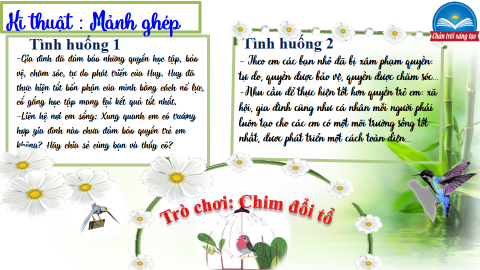 Kĩ thuật : Mảnh ghép
Chân trời sáng tạo
Tình huống 1
-Gia đình đã đảm bảo những quyền học tập, bảo
vệ, chăm sóc, tự do phát triển của Huy. Huy đã
thực hiện tốt bổn phận của mình bằng cách nỗ lực,
cố gắng học tập mang lại kết quả tốt nhất.
-Liên hệ nơi em sống: Xung quanh em có trường
hợp gia đình nào chưa đảm bảo quyền trẻ em
không? Hãy chia sẻ cùng bạn và thầy cô?
Tình huống 2
- Theo em các bạn nhỏ đã bị xâm phạm quyền:
tự do, quyền được bảo vệ, quyền được chăm sóc...
-Nhu cầu để thực hiện tốt hơn quyền trẻ em: xã
hội, gia đình cũng như cá nhân mỗi người phải
luôn tạo cho các em có một môi trường sống tốt
nhất, được phát triển một cách toàn diện...
Trò chơi: Chim đổi tổ